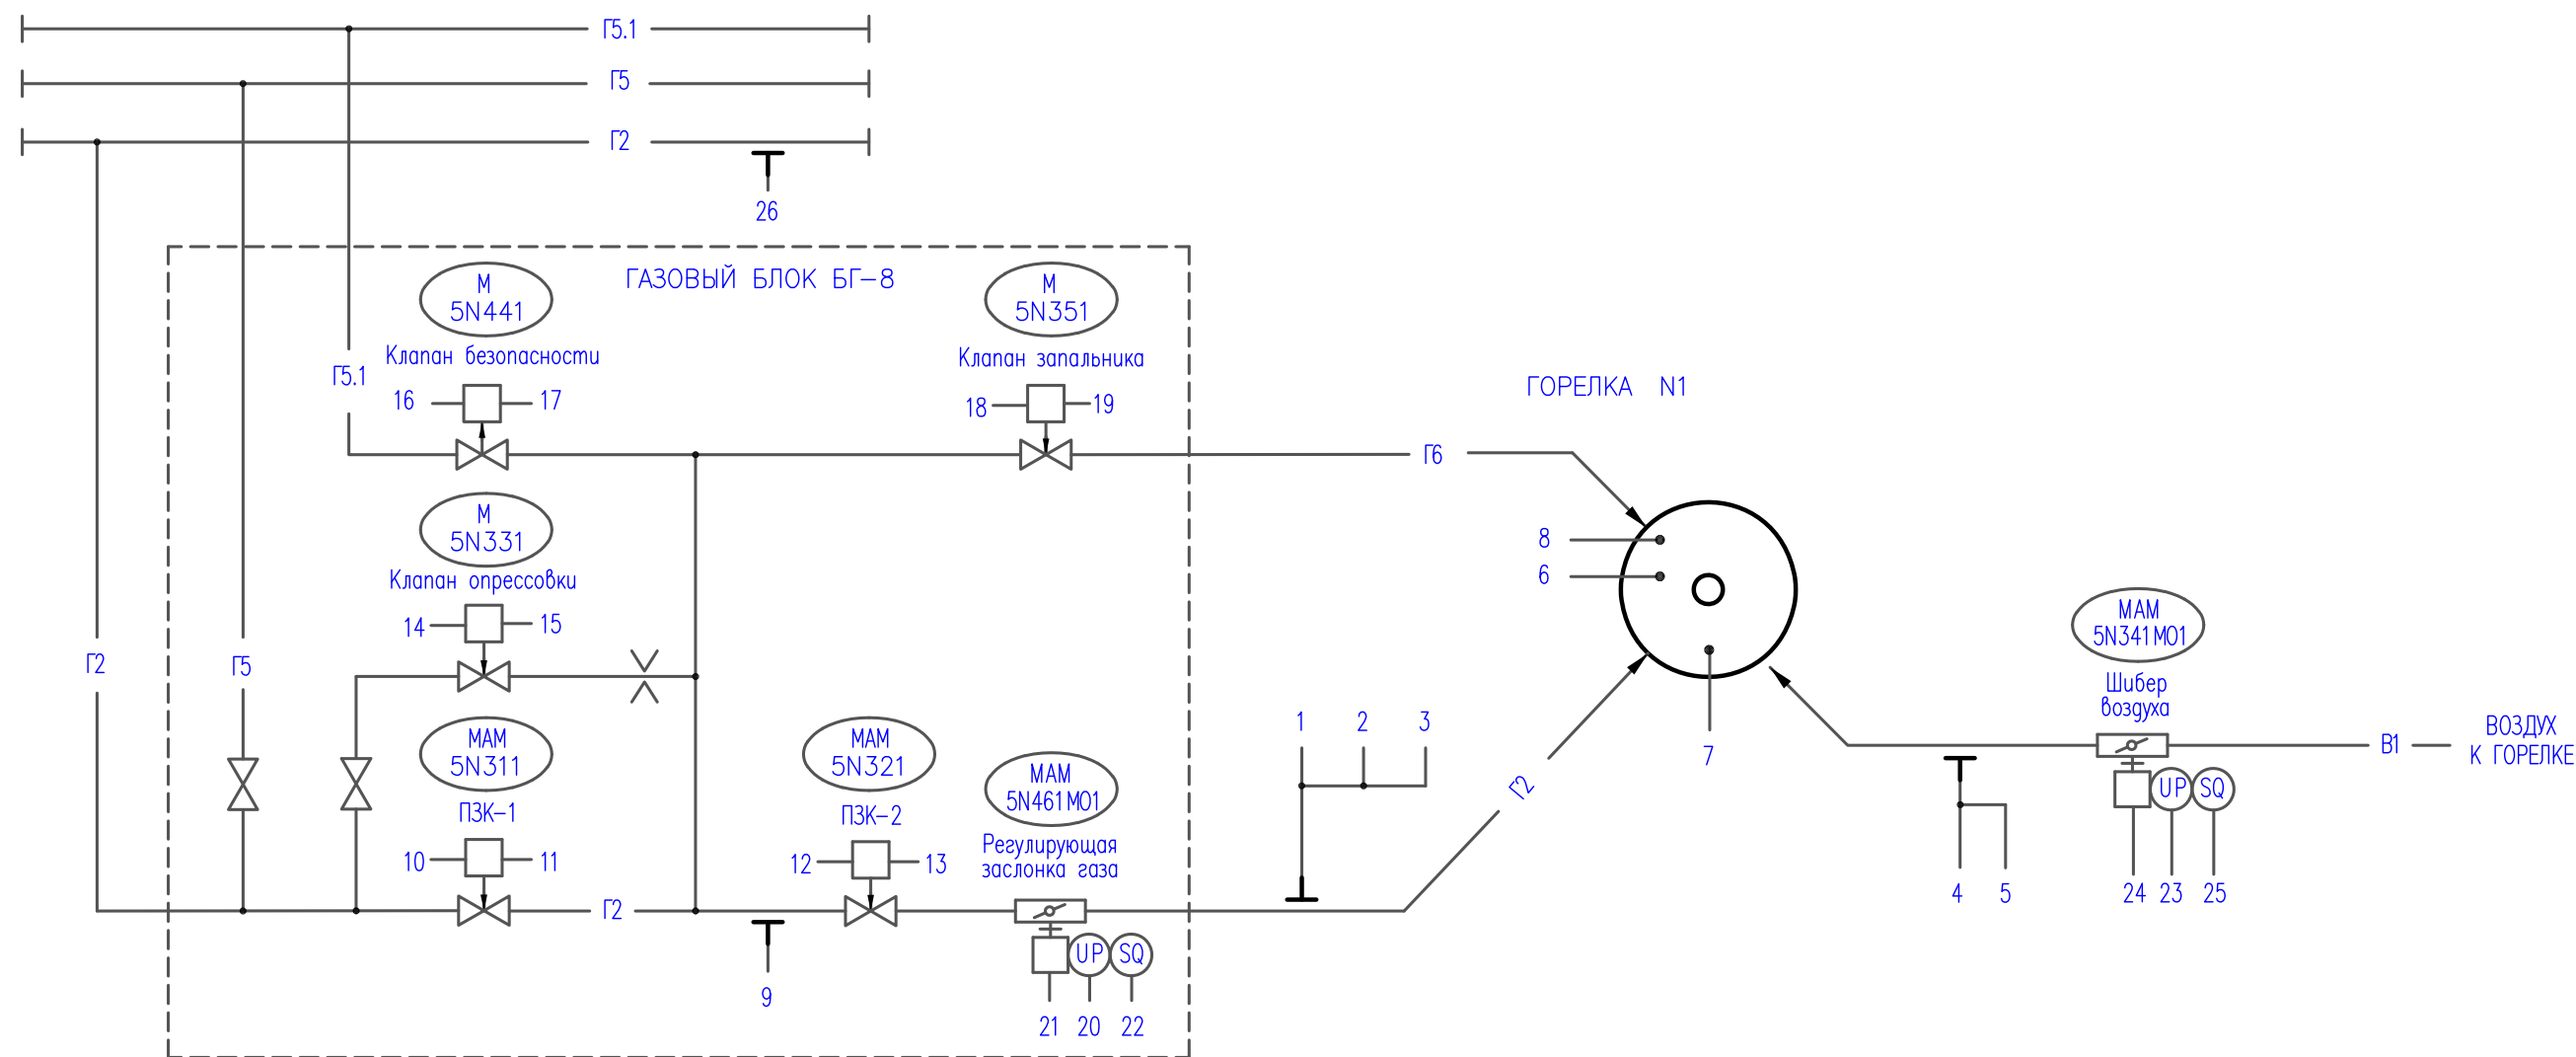 Г5.1
Г5
Г2
26
ГАЗОВЫЙ БЛОК БГ-8
М
5N441
Клапан безопасности
16
17
М
5N351
Клапан запальника
18
19
Г5.1
ГОРЕЛКА N1
Г6
М
5N331
Клапан опрессовки
14
15
8
6
7
Г2
Г5
МАМ
5N311
ПЗК-1
10
11
Г2
МАМ
5N321
ПЗК-2
12
13
9
МАМ
5N461М01
Регулирующая
заслонка газа
UP
SQ
21
20
22
1
2
3
Г2
МАМ
5N341М01
Шибер
воздуха
В1
ВОЗДУХ
К ГОРЕЛКЕ
UP
SQ
4
5
24
23
25